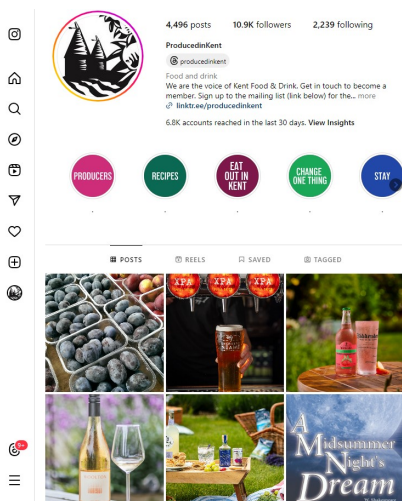 4,496 posts 10.9K followers 2,239 following
ProducedinKent
producedinkent
Food and drink
We are the voice of Kent Food & Drink. Get in touch to become a
member. Sign up to the mailing list (link below) for the... more
linktr.ee/producedinkent
6.8K accounts reached in the last 30 days. View Insights
PRODUCERS
RECIPES
EAT
OUT IN
KENT
CHANGE
ONE THING
STAY
POSTS REELS SAVED TAGGED
XPA XPA XPA
A
Midsummer
Night's
Dream
9+